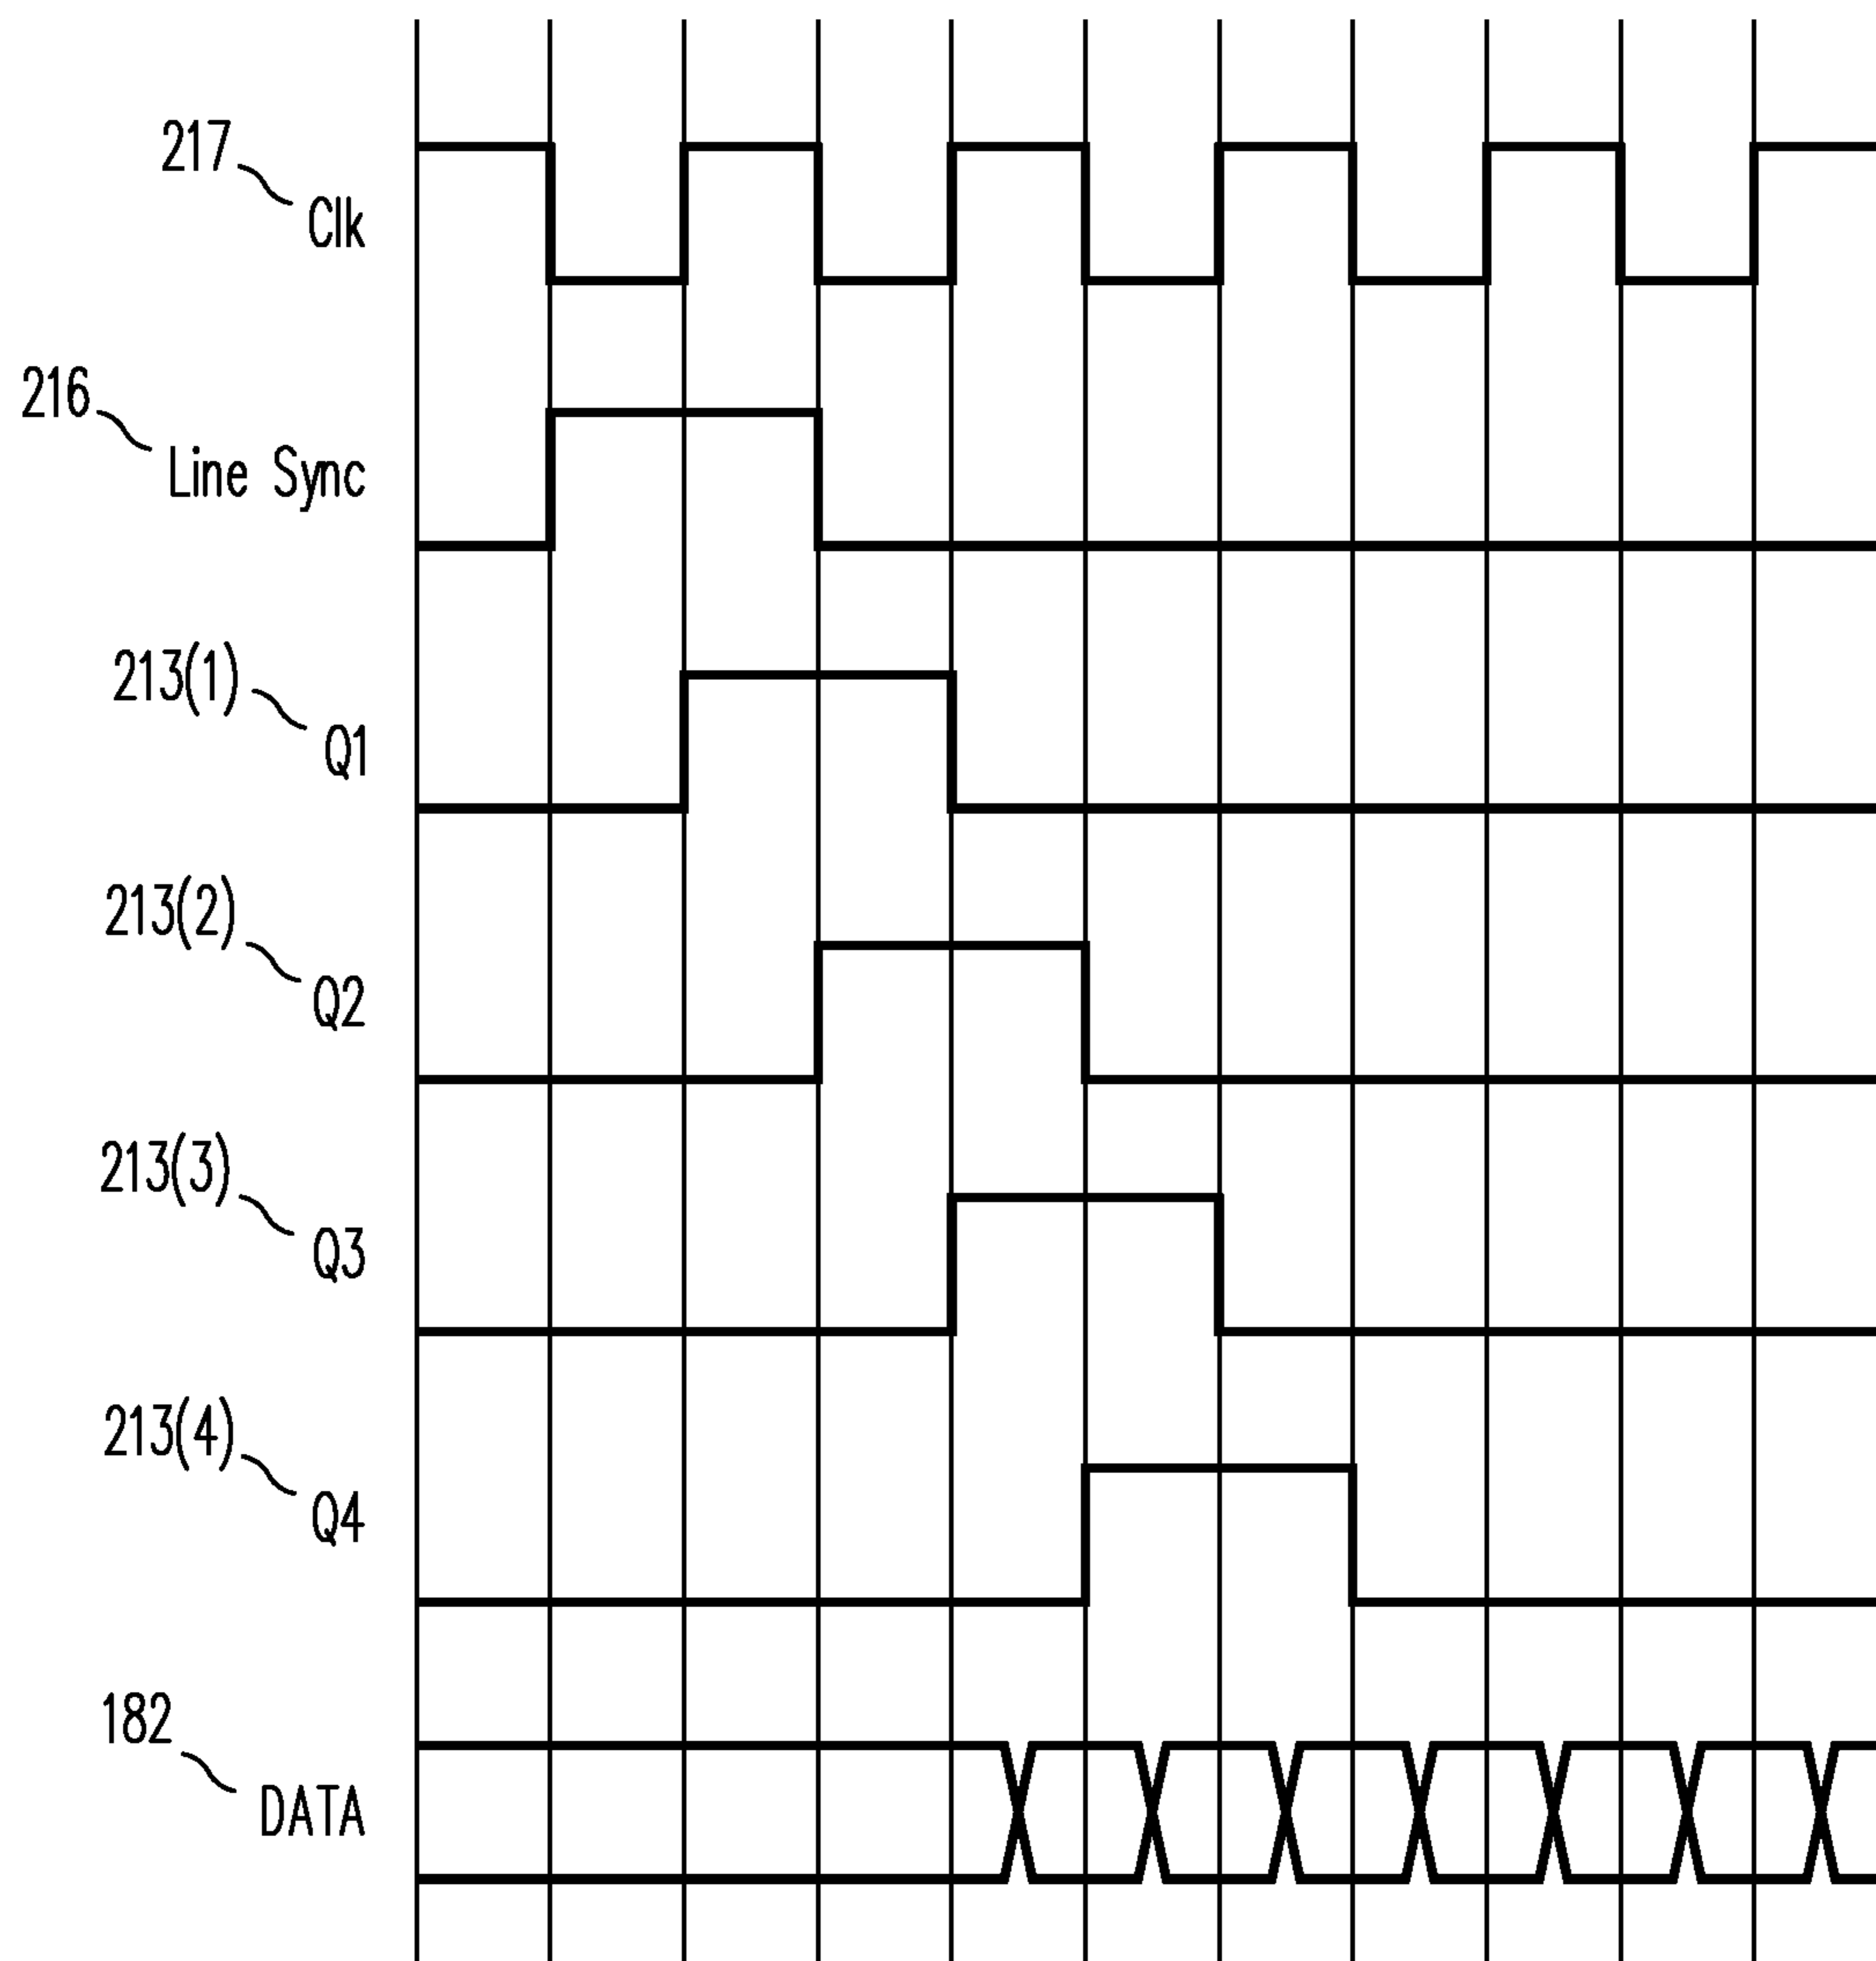 217
Clk
216
Line Sync
213(1)
Q1
213(2)
Q2
213(3)
Q3
213(4)
Q4
182
DATA